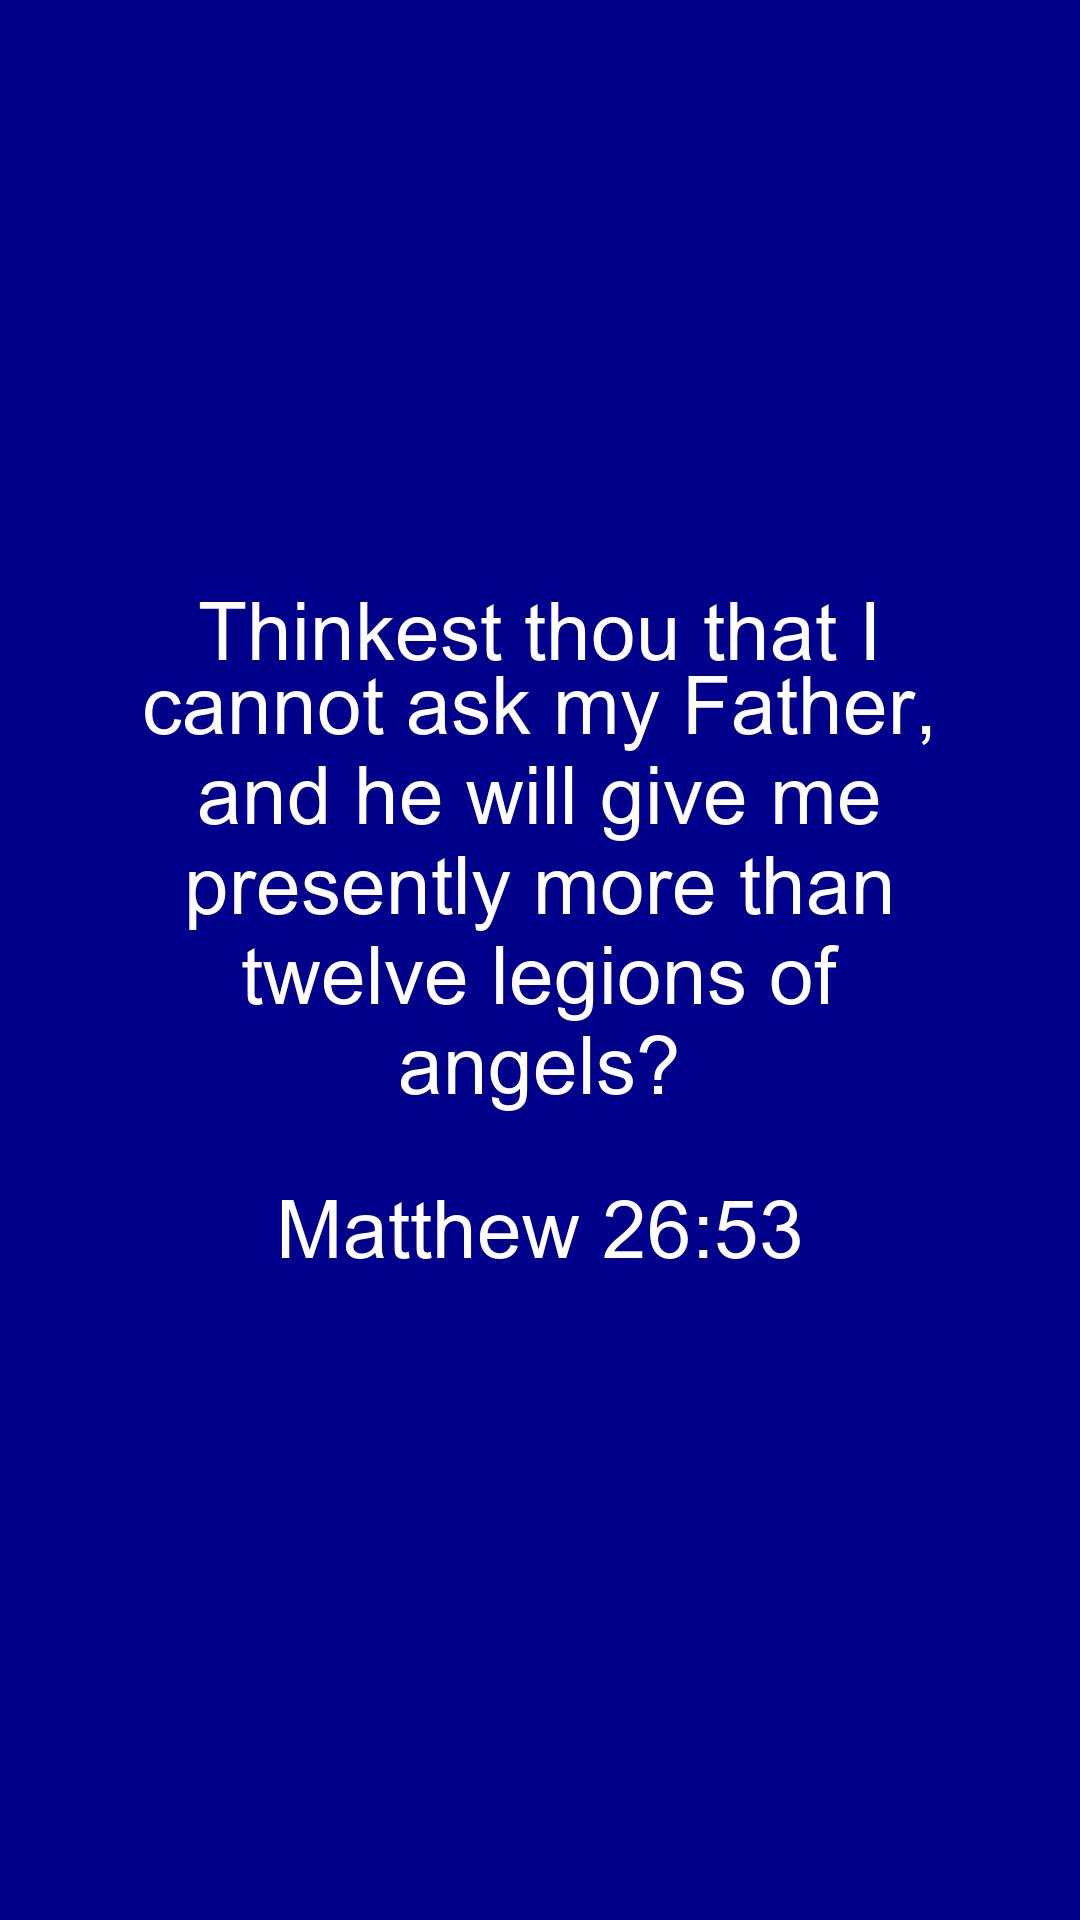 Thinkest thou that I
cannot ask my Father,
and he will give me
presently more than
twelve legions of
angels?
Matthew 26:53